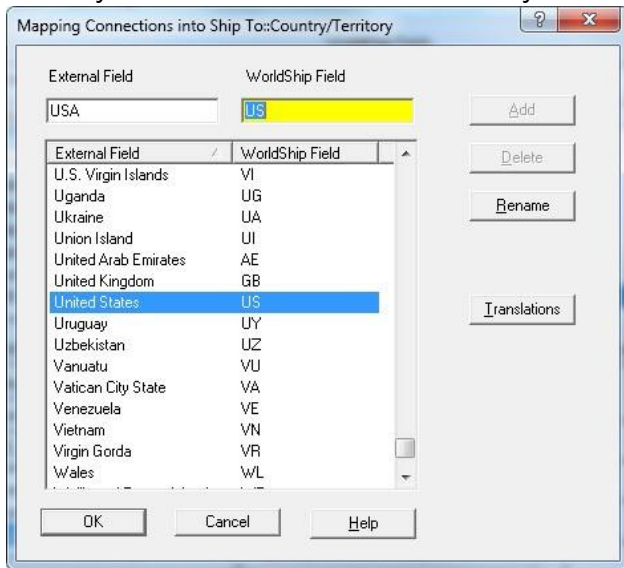 Mapping Connections into Ship To::Country/Territory
External Field WorldShip Field
USA US Add
External Field WorldShip Field Delete
U.S. Virgin Islands VI
Uganda UG Rename
Ukraine UA
Union Island UI
United Arab Emirates AE
United Kingdom GB
United States US Translations
Uruguay UY
Uzbekistan UZ
Vanuatu VU
Vatican City State VA
Venezuela VE
Vietnam VN
Virgin Gorda VR
Wales WL
OK Cancel Help